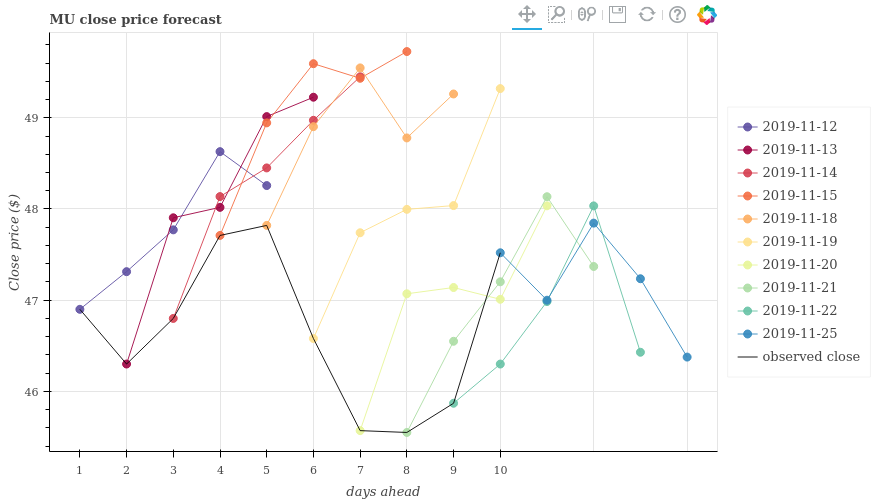 MU close price forecast
49
48
47
46
Close price ($)
1 2 3 4 5 6 7 8 9 10
days ahead
2019-11-12
2019-11-13
2019-11-14
2019-11-15
2019-11-18
2019-11-19
2019-11-20
2019-11-21
2019-11-22
2019-11-25
observed close